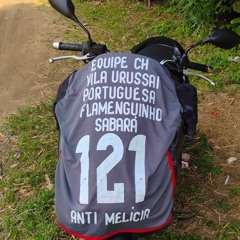 EQUIPE CH
VILA URUSSAI
PORTUGUESA
FLAMENGUINHO
SABARÁ
121
ANTI MELICIA